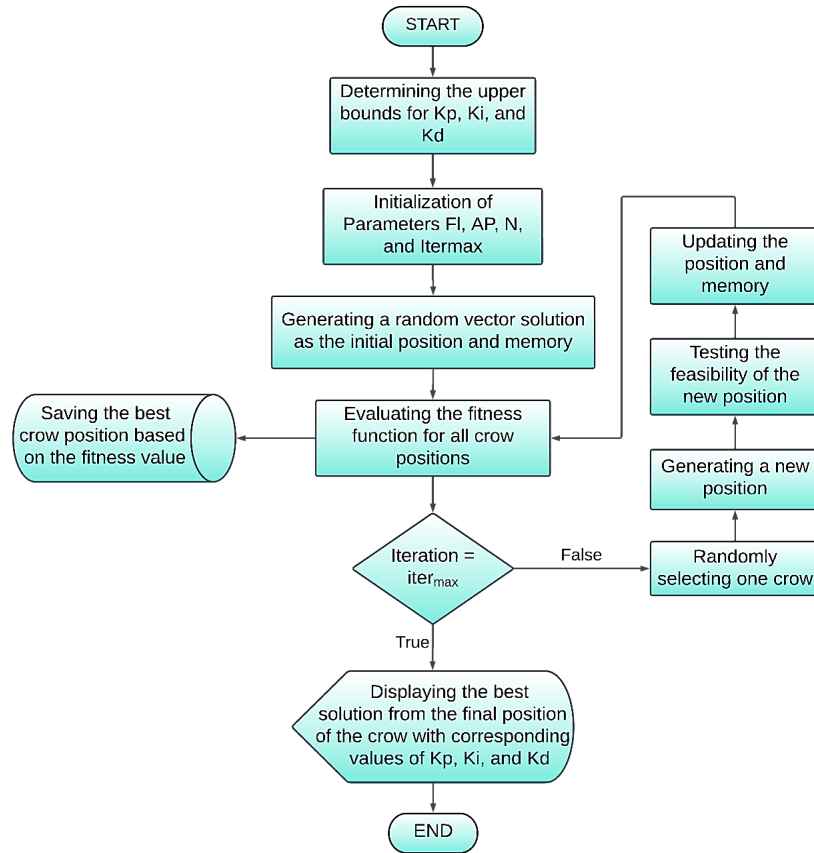 START
Determining the upper
bounds for Kp, Ki, and
Kd
Initialization of
Parameters Fl, AP, N,
and Itermax
Generating a random vector solution
as the initial position and memory
Evaluating the fitness
function for all crow
positions
Saving the best
crow position based
on the fitness value
Iteration =
itermax
False
Randomly
selecting one crow
Generating a new
position
Testing the
feasibility of the
new position
Updating the
position and
memory
True
Displaying the best
solution from the final position
of the crow with corresponding
values of Kp, Ki, and Kd
END